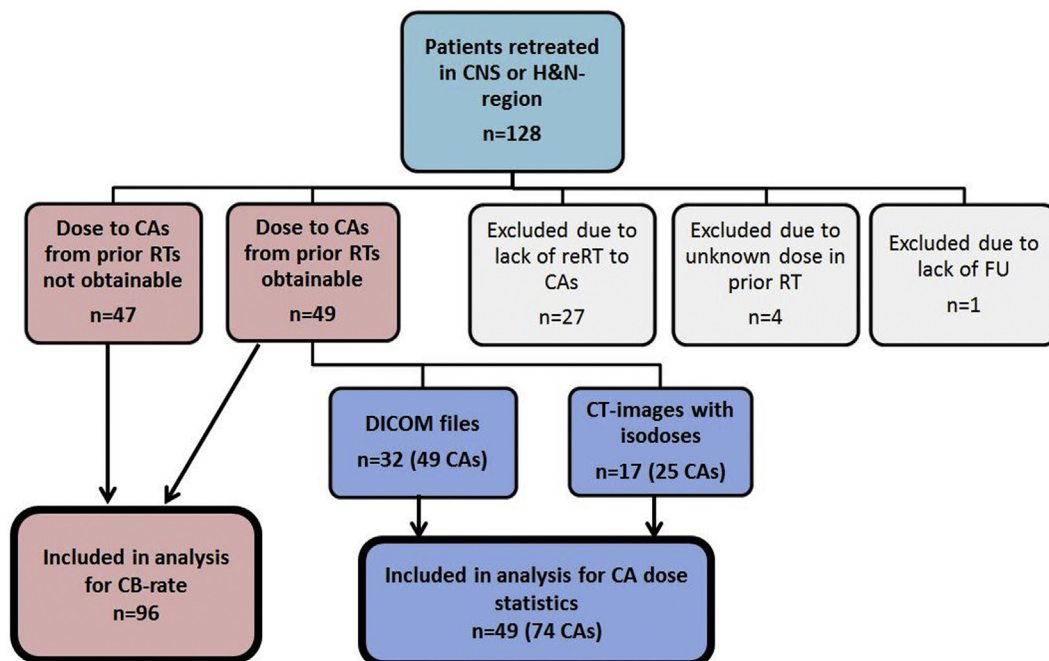 Patients retreated
in CNS or H&N-
region
n=128
Dose to CAs
from prior RTs
not obtainable
n=47
Dose to CAs
from prior RTs
obtainable
n=49
Excluded due to
lack of reRT to
CAs
n=27
Excluded due to
unknown dose in
prior RT
n=4
Excluded due to
lack of FU
n=1
DICOM files
n=32 (49 CAs)
CT-images with
isodoses
n=17 (25 CAs)
Included in analysis
for CB-rate
n=96
Included in analysis for CA dose
statistics
n=49 (74 CAs)